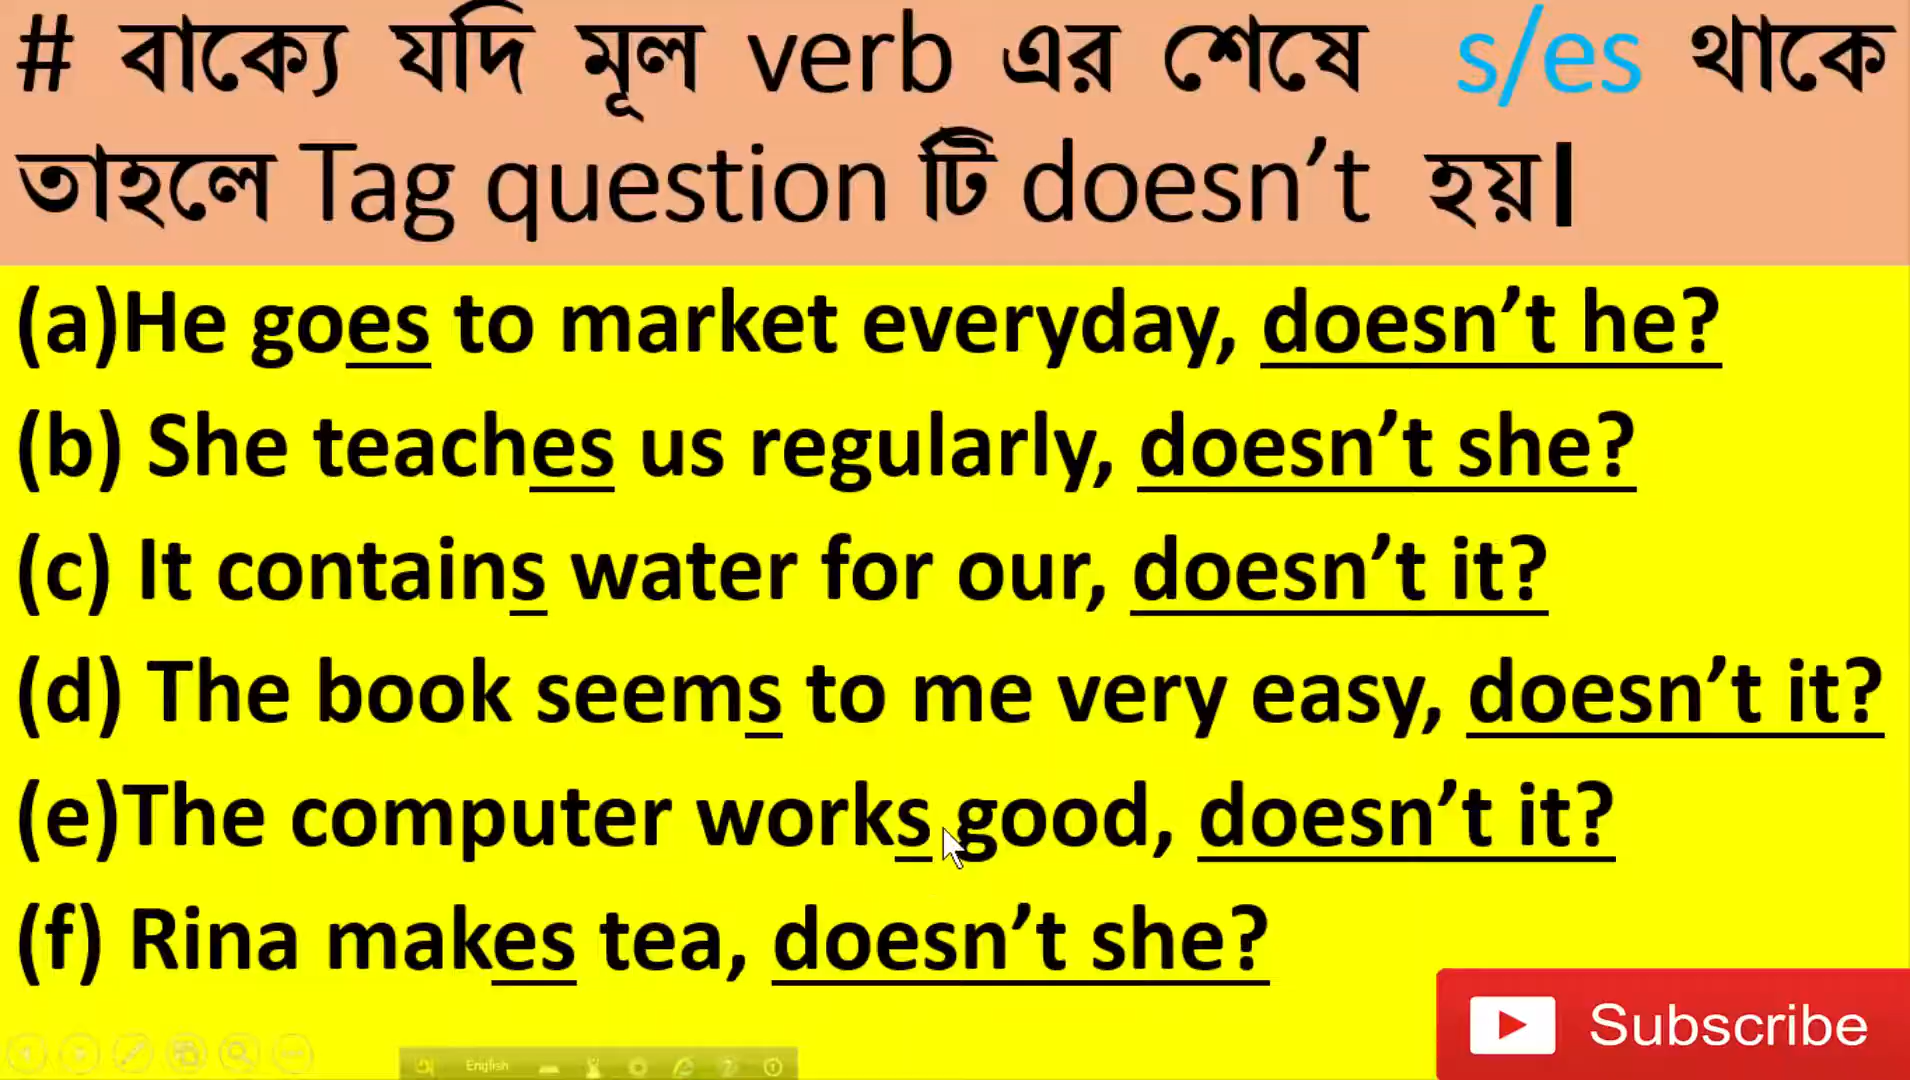 # বাক্যে যদি মূল verb এর শেষে s/es থাকে
তাহলে Tag question টি doesn’t হয়।
(a)He goes to market everyday, doesn’t he?
(b) She teaches us regularly, doesn’t she?
(c) It contains water for our, doesn’t it?
(d) The book seems to me very easy, doesn’t it?
(e)The computer works good, doesn’t it?
(f) Rina makes tea, doesn’t she?
Subscribe
English